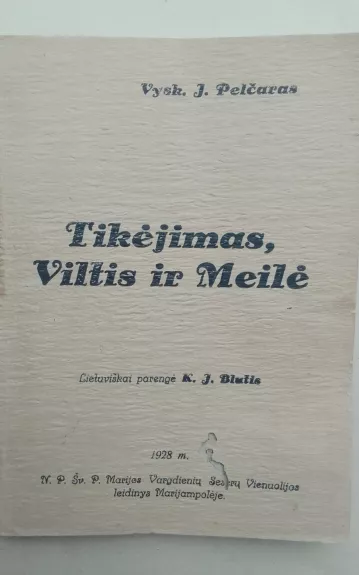 Vysk. J. Pelčaras
Tikėjimas,
Viltis ir Meilė
Lietuviškai parengė K. J. Blužis
1928 m.
N. P. Šv. P. Marijos Vargdienių Seserų Vienuolijos
leidinys Marijampolėje.